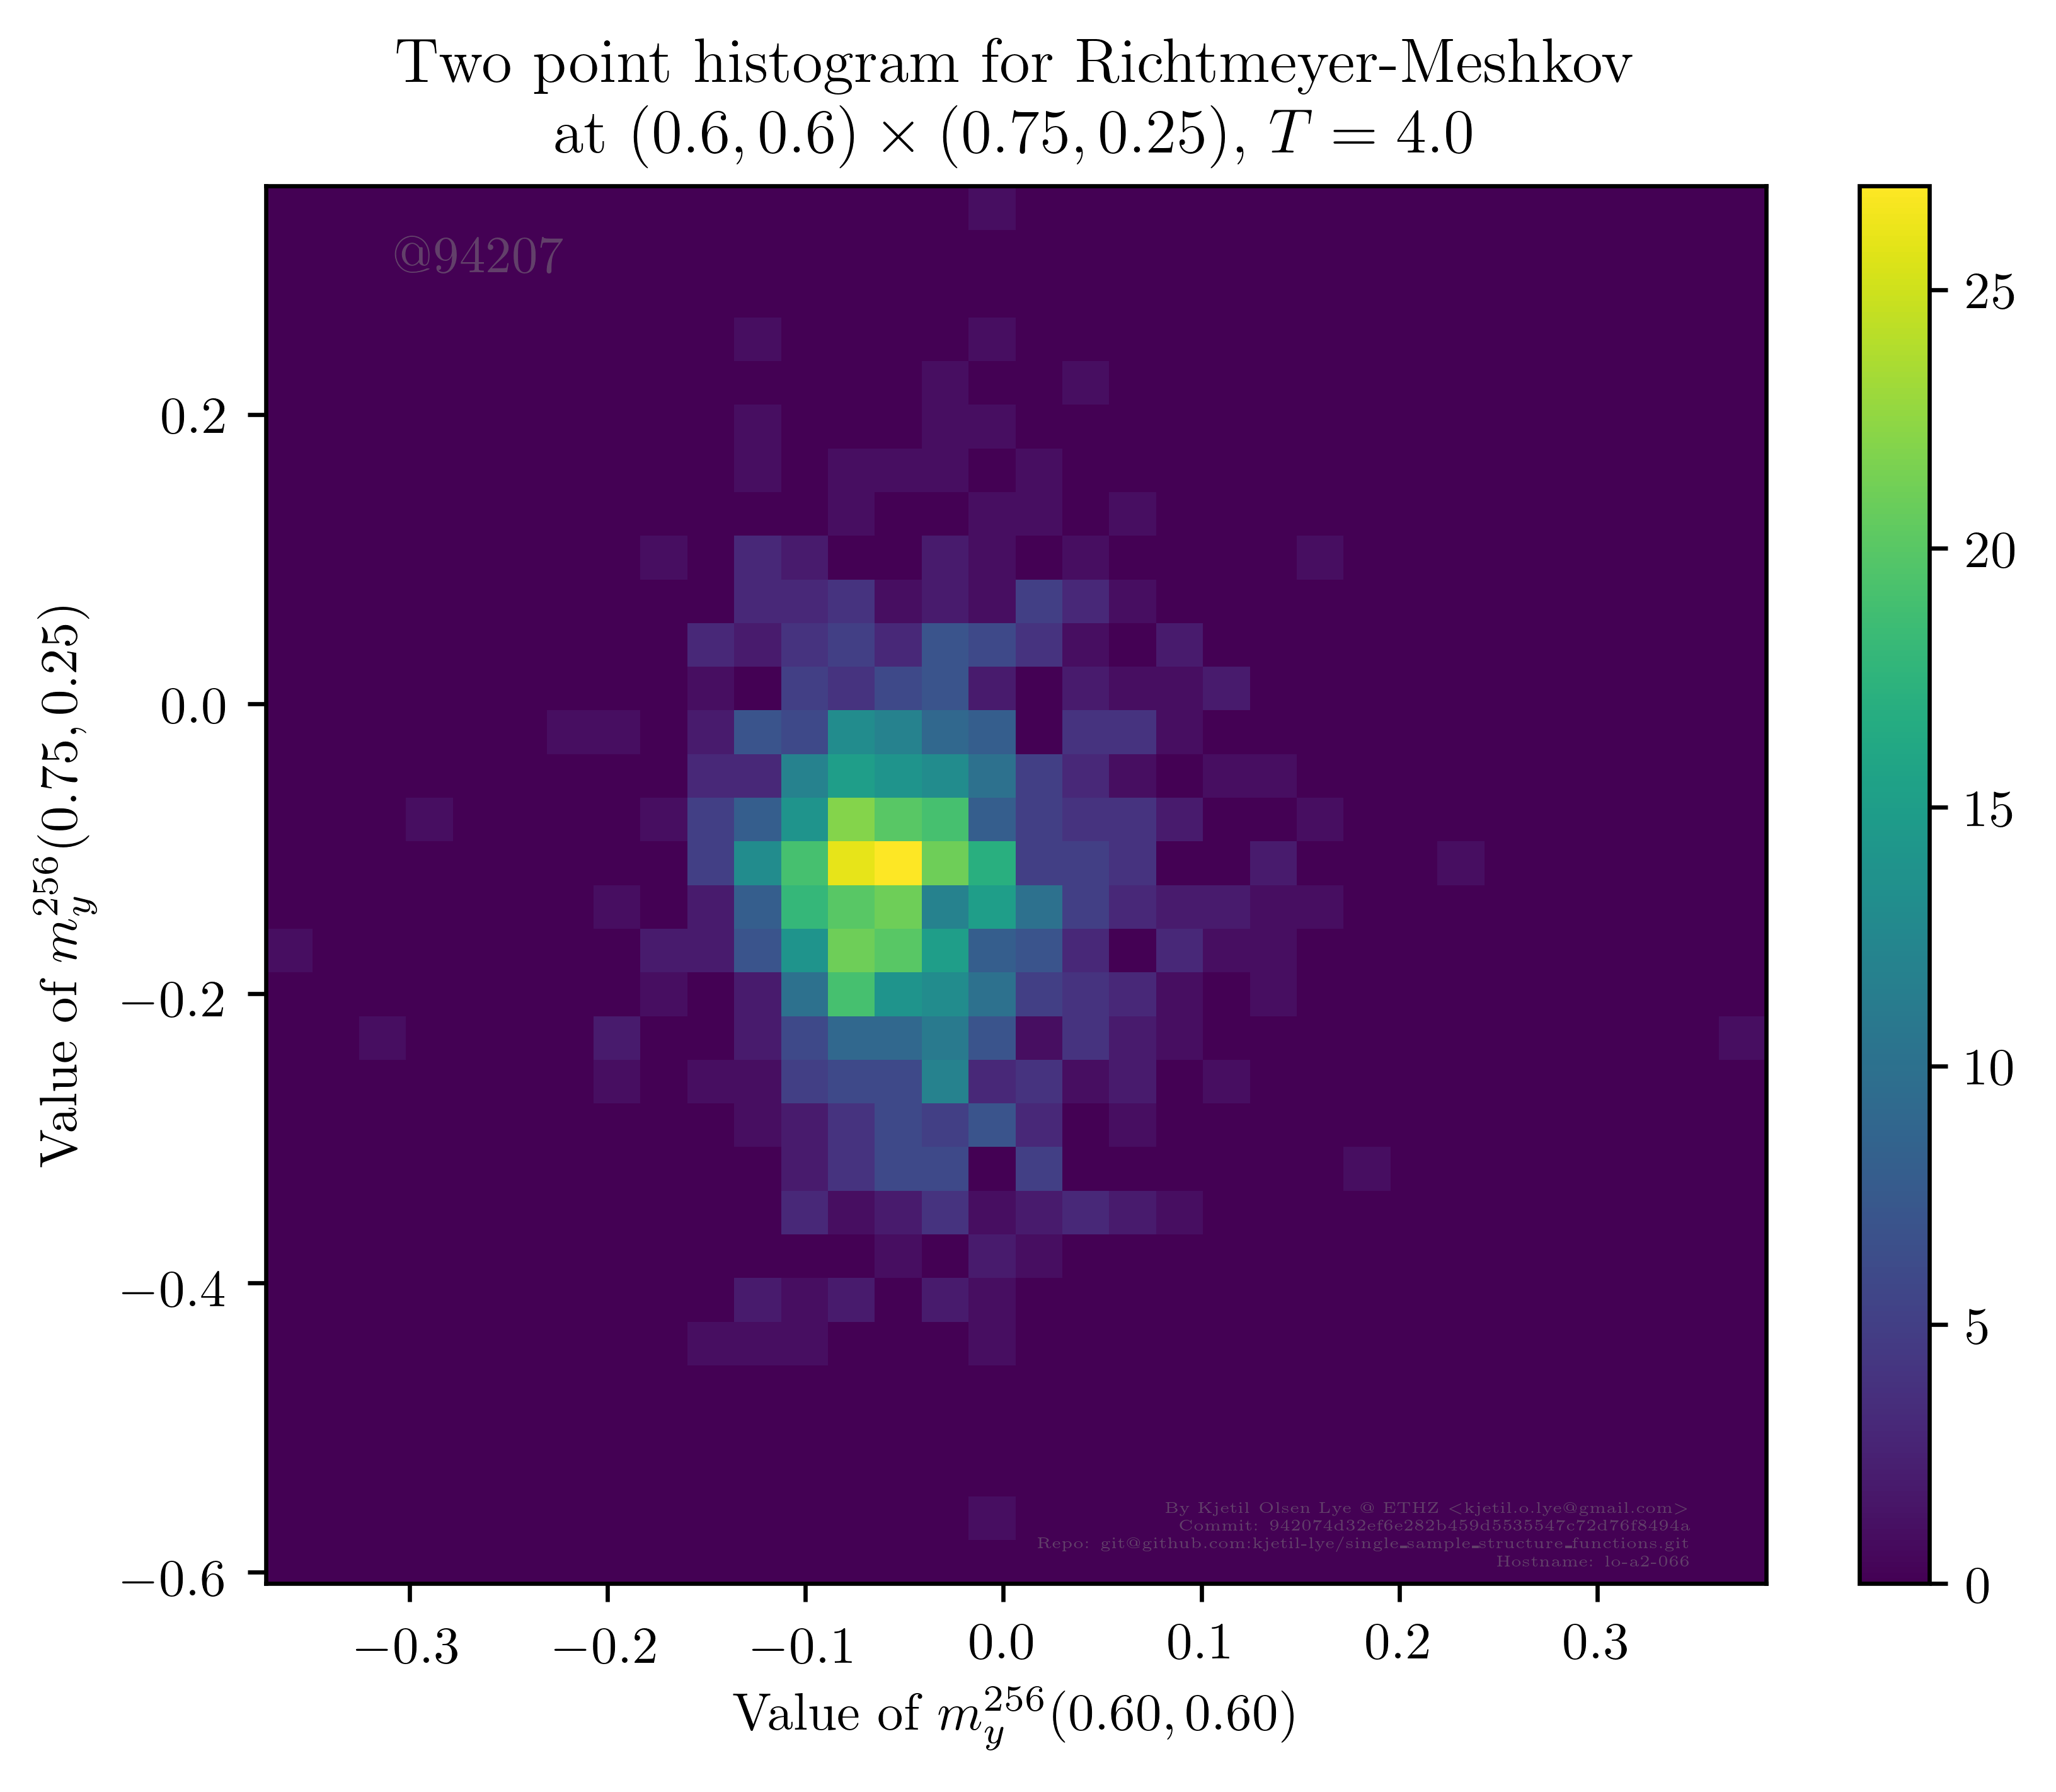 Two point histogram for Richtmeyer-Meshkov
at (0.6, 0.6) × (0.75, 0.25), T = 4.0
@94207
25
20
15
10
5
0
0.2
0.0
−0.2
−0.4
−0.6
Value of m_y^256(0.75, 0.25)
By Kjetil Olsen Lye @ ETHZ <kjetil.o.lye@gmail.com>
Commit: 942074d32ef6e282b459d5535547c72d76f8494a
Repo: git@github.com:kjetil-lye/single_sample_structure_functions.git
Hostname: lo-a2-066
−0.3 −0.2 −0.1 0.0 0.1 0.2 0.3
Value of m_y^256(0.60, 0.60)